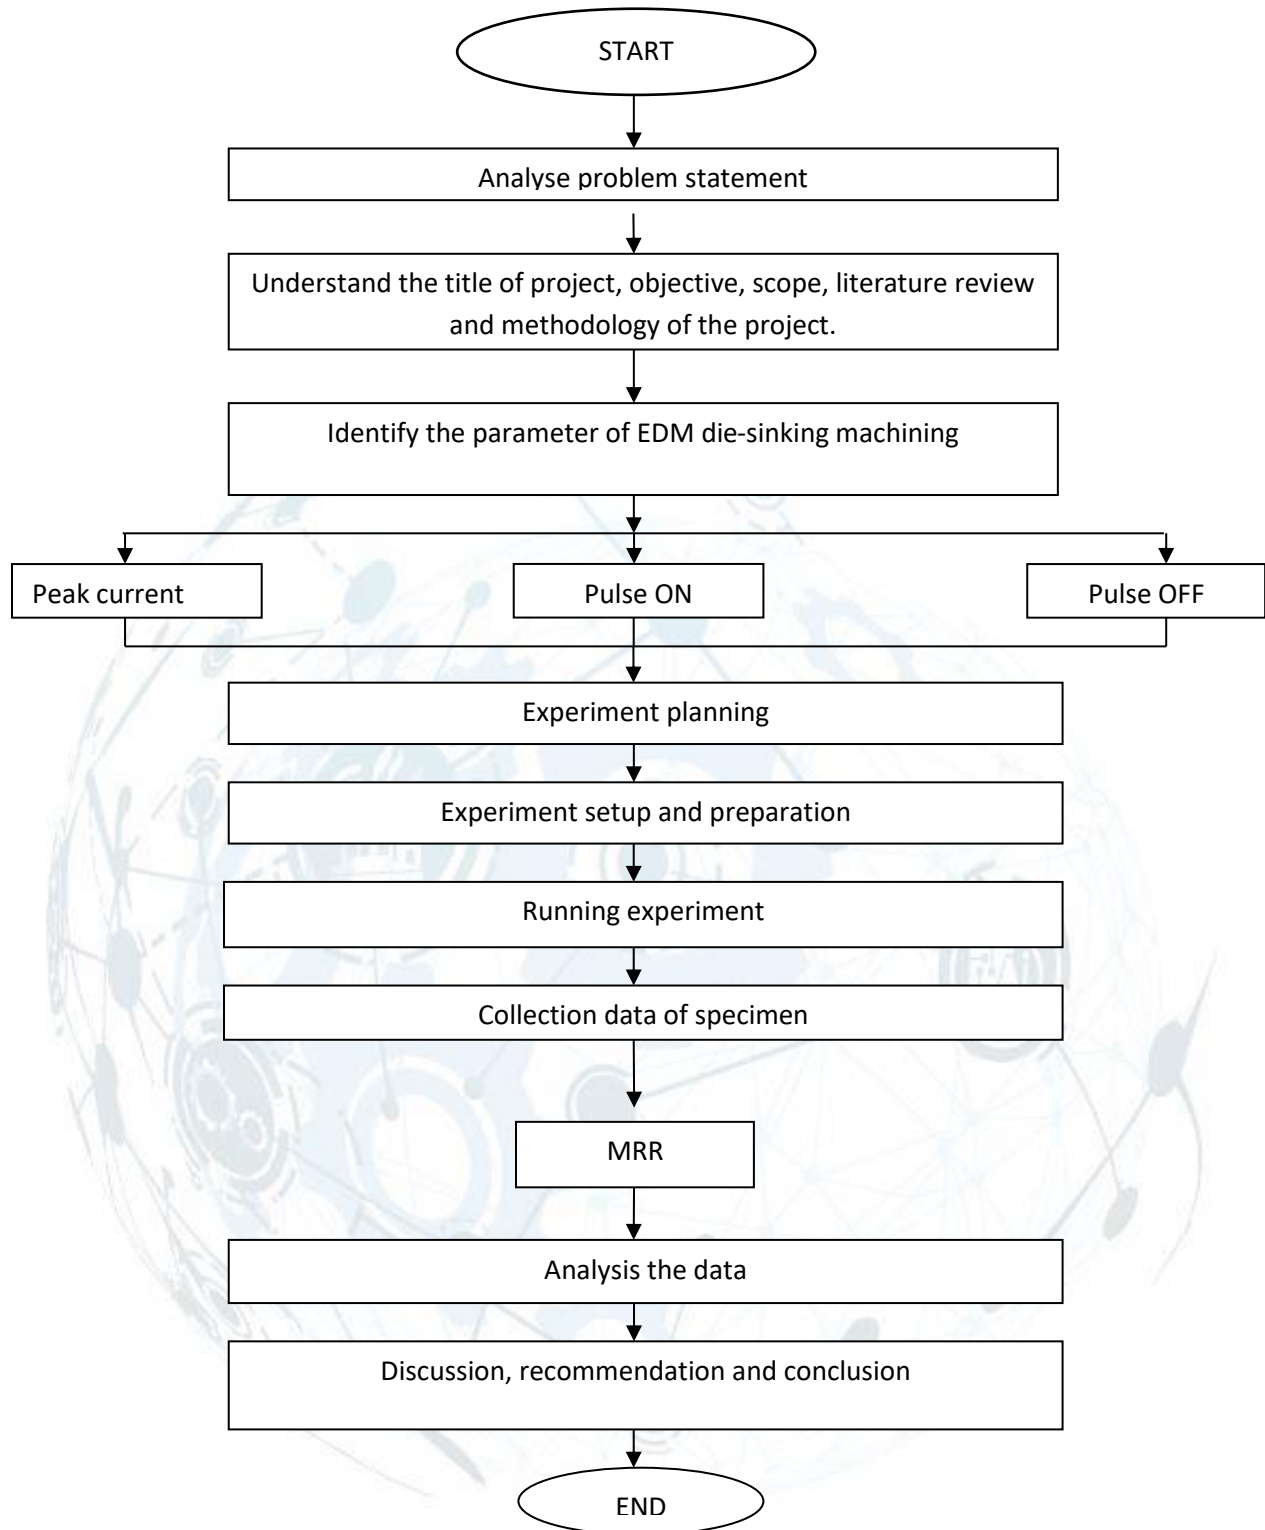 START
Analyse problem statement
Understand the title of project, objective, scope, literature review
and methodology of the project.
Identify the parameter of EDM die-sinking machining
Peak current
Pulse ON
Pulse OFF
Experiment planning
Experiment setup and preparation
Running experiment
Collection data of specimen
MRR
Analysis the data
Discussion, recommendation and conclusion
END